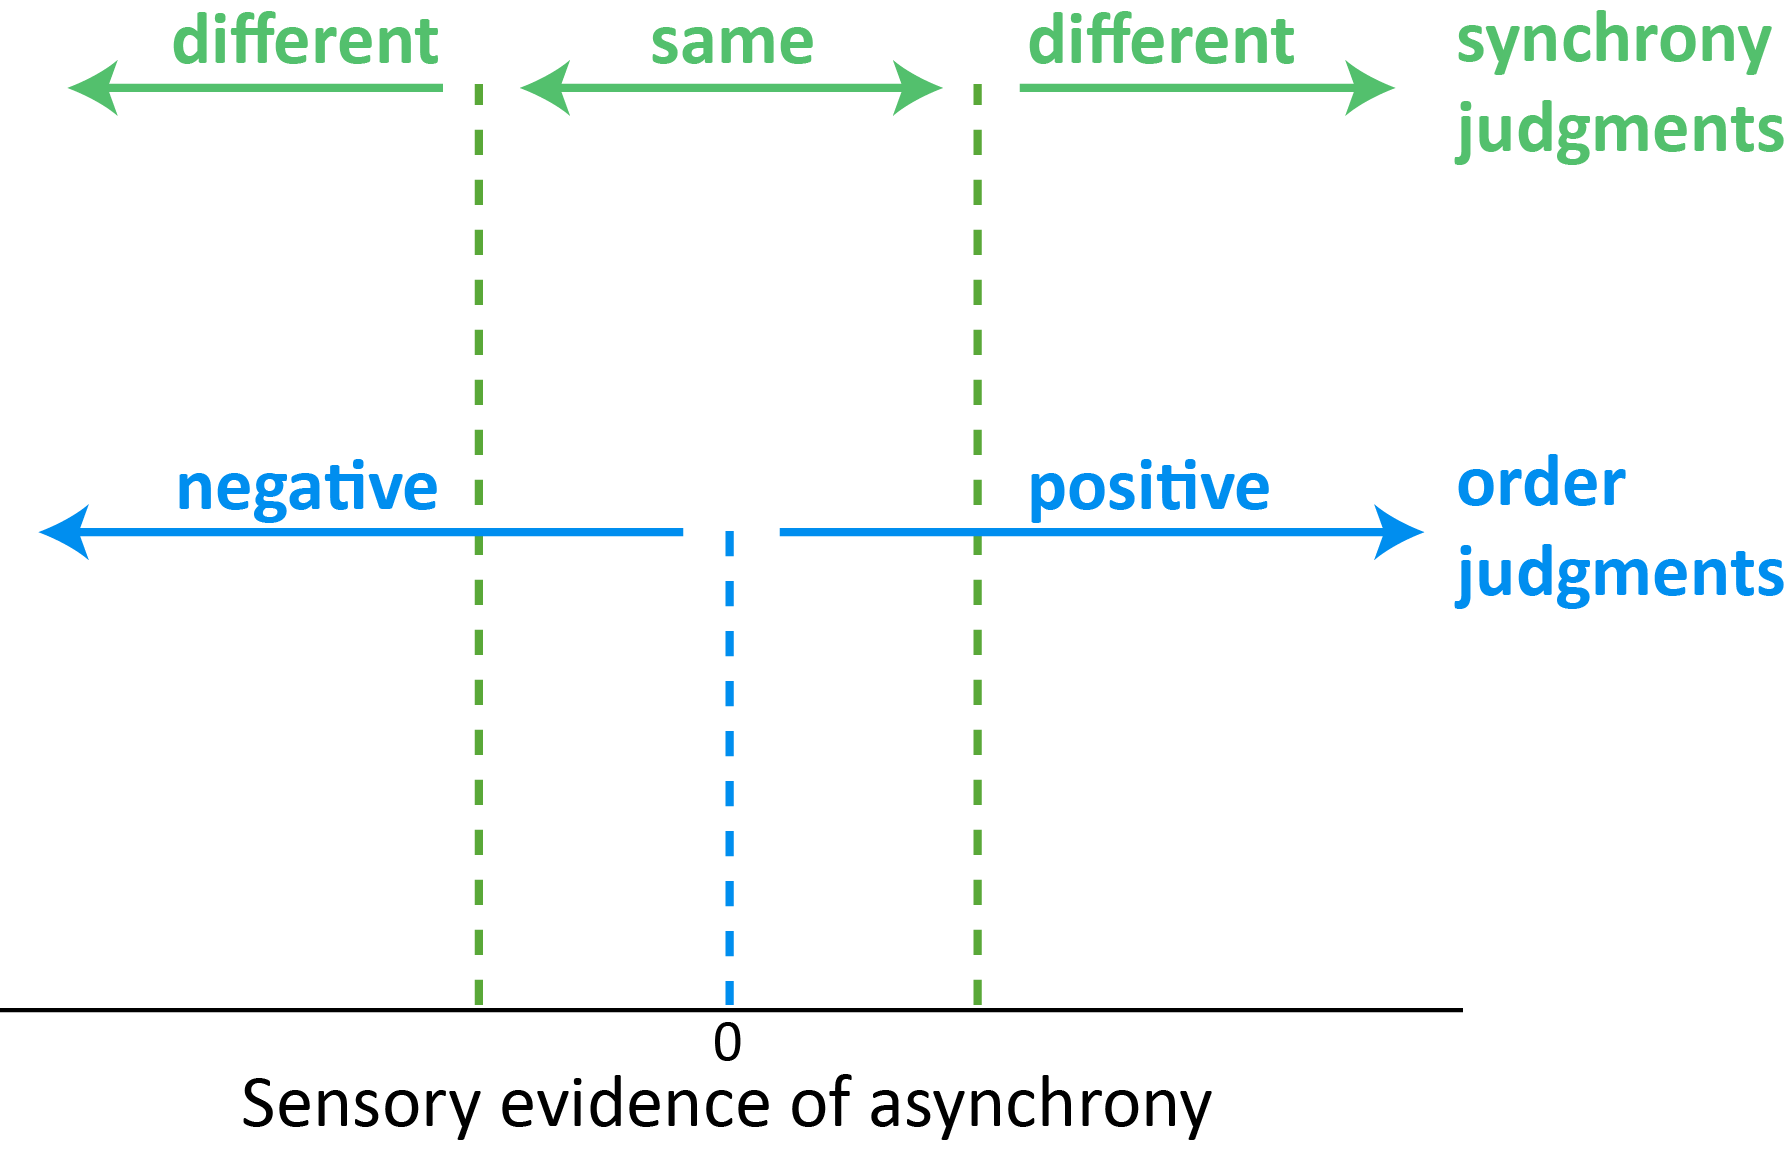 different same different synchrony
judgments
negative positive order
judgments
0
Sensory evidence of asynchrony